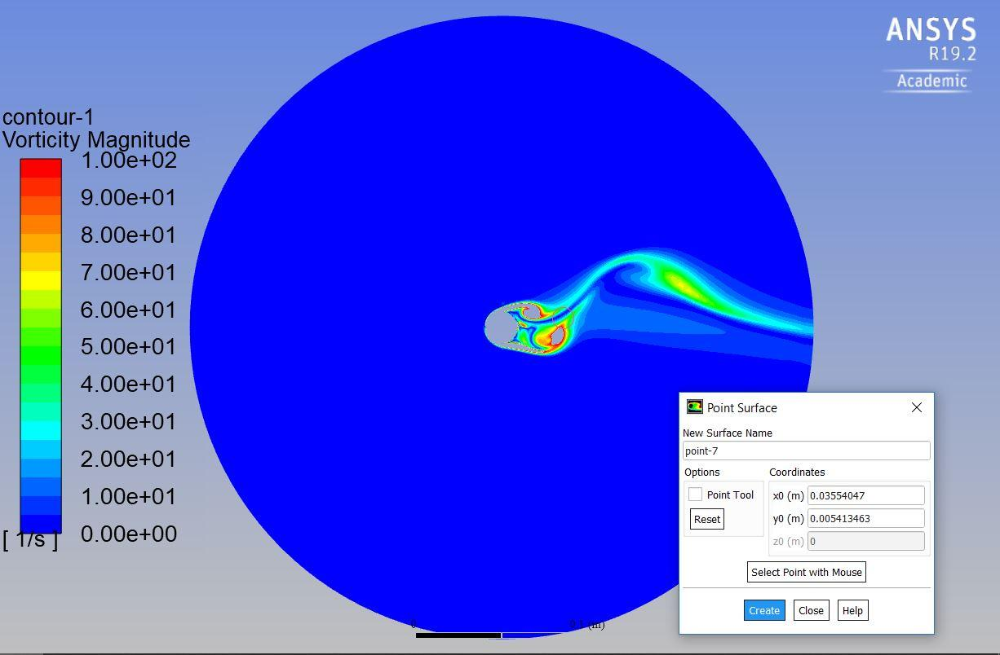 ANSYS
R19.2
Academic
contour-1
Vorticity Magnitude
1.00e+02
9.00e+01
8.00e+01
7.00e+01
6.00e+01
5.00e+01
4.00e+01
3.00e+01
2.00e+01
1.00e+01
0.00e+00
[ 1/s ]
0 0.1 (m)
Point Surface
New Surface Name
point-7
Options Coordinates
Point Tool x0 (m) 0.03554047
Reset y0 (m) 0.005413463
z0 (m) 0
Select Point with Mouse
Create Close Help